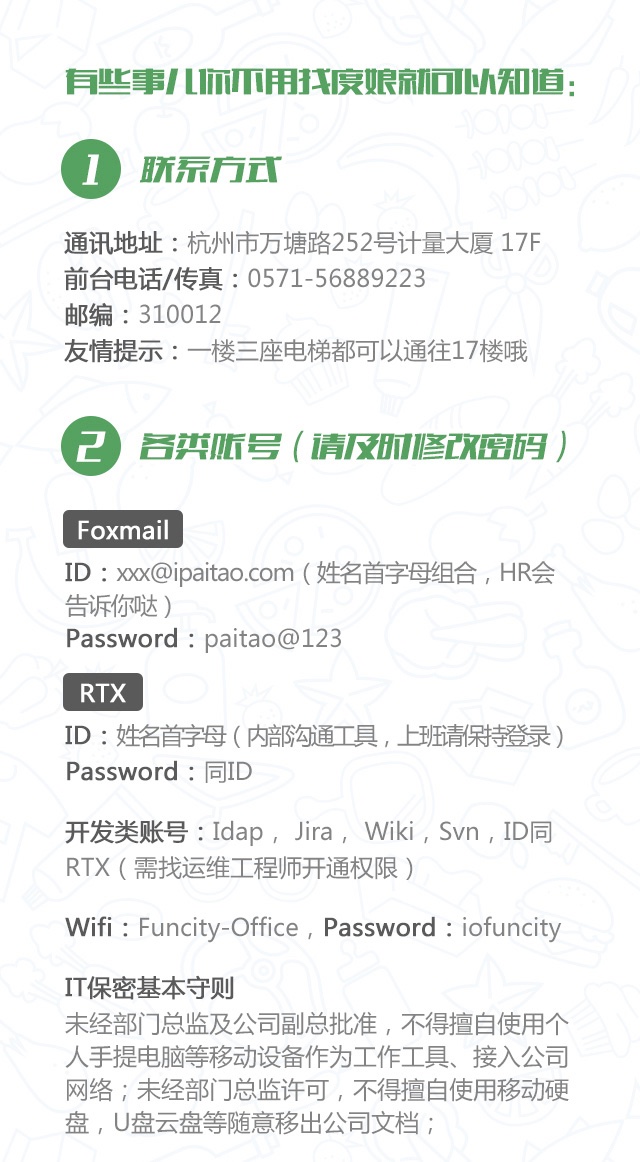 有些事儿你不用找度娘就可以知道：
1 联系方式
通讯地址：杭州市万塘路252号计量大厦 17F
前台电话/传真：0571-56889223
邮编：310012
友情提示：一楼三座电梯都可以通往17楼哦
2 各类账号（请及时修改密码）
Foxmail
ID：xxx@ipaitao.com（姓名首字母组合，HR会
告诉你哒）
Password：paitao@123
RTX
ID：姓名首字母（内部沟通工具，上班请保持登录）
Password：同ID
开发类账号：Idap， Jira， Wiki，Svn，ID同
RTX（需找运维工程师开通权限）
Wifi：Funcity-Office，Password：iofuncity
IT保密基本守则
未经部门总监及公司副总批准，不得擅自使用个
人手提电脑等移动设备作为工作工具、接入公司
网络；未经部门总监许可，不得擅自使用移动硬
盘，U盘云盘等随意移出公司文档；